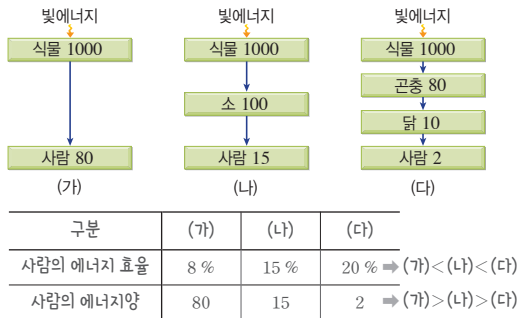 빛에너지 빛에너지 빛에너지
식물 1000 식물 1000 식물 1000
곤충 80
소 100
닭 10
사람 80 사람 15 사람 2
(가) (나) (다)
구분 (가) (나) (다)
사람의 에너지 효율 8 % 15 % 20 % ➡ (가)<(나)<(다)
사람의 에너지양 80 15 2 ➡ (가)>(나)>(다)